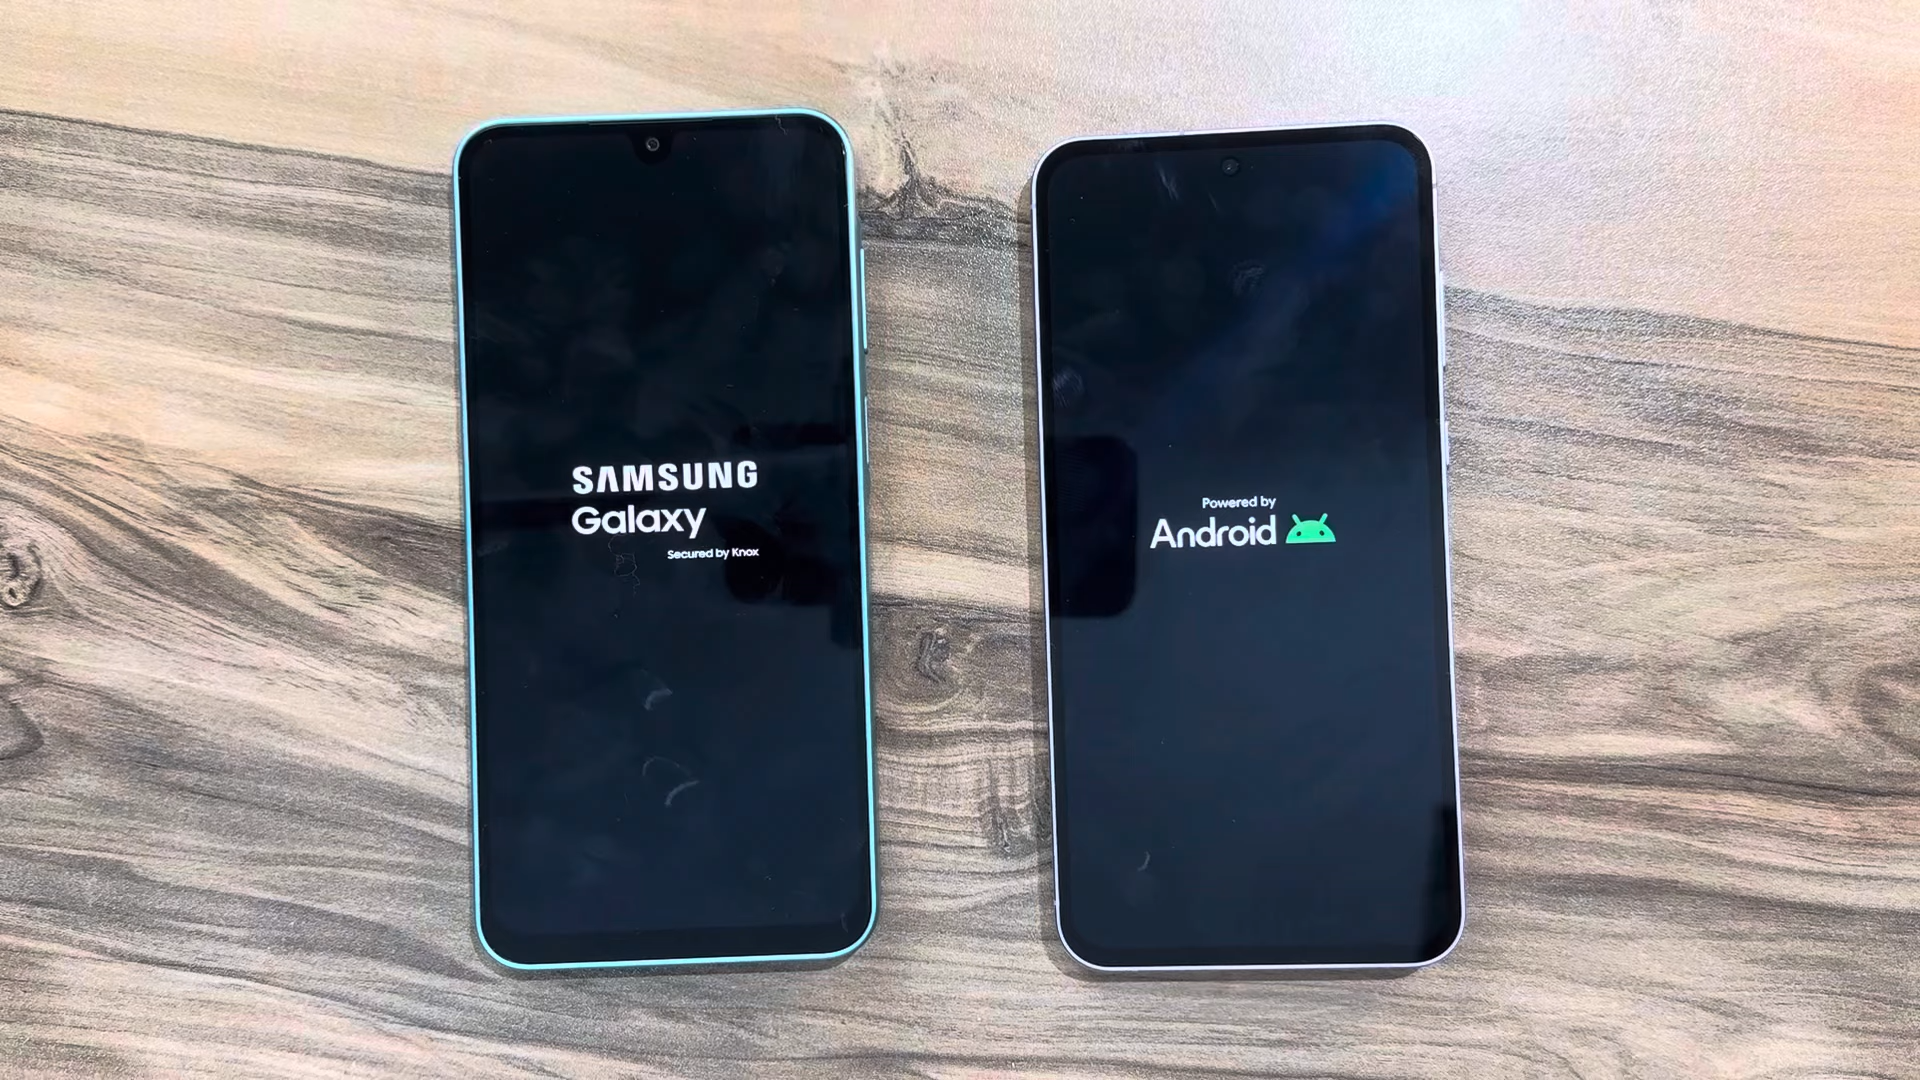 SAMSUNG
Galaxy
Secured by Knox
Powered by
Android